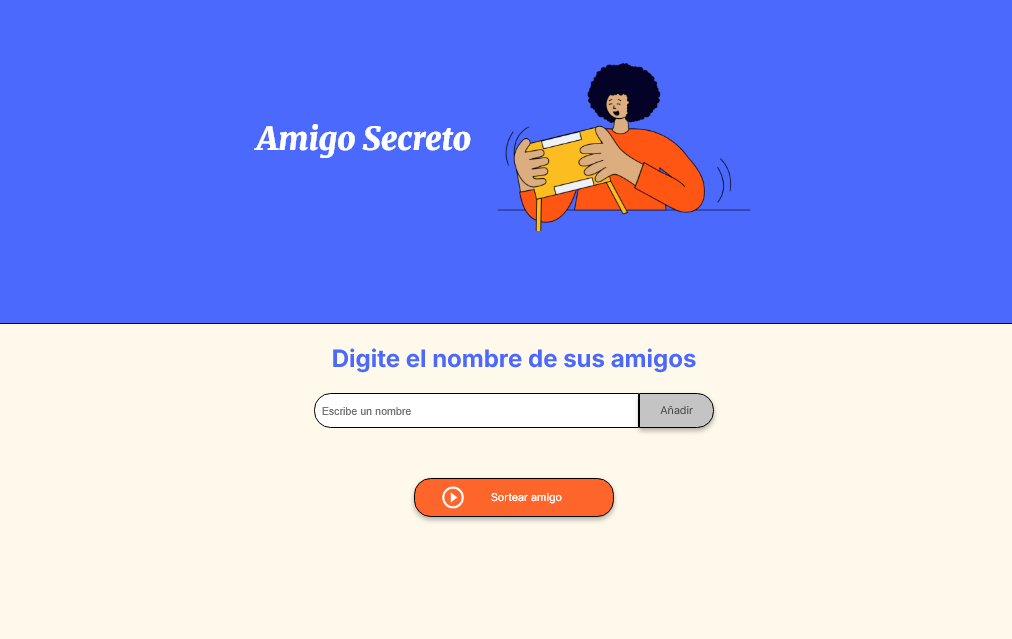 Amigo Secreto
Digite el nombre de sus amigos
Escribe un nombre
Añadir
Sortear amigo